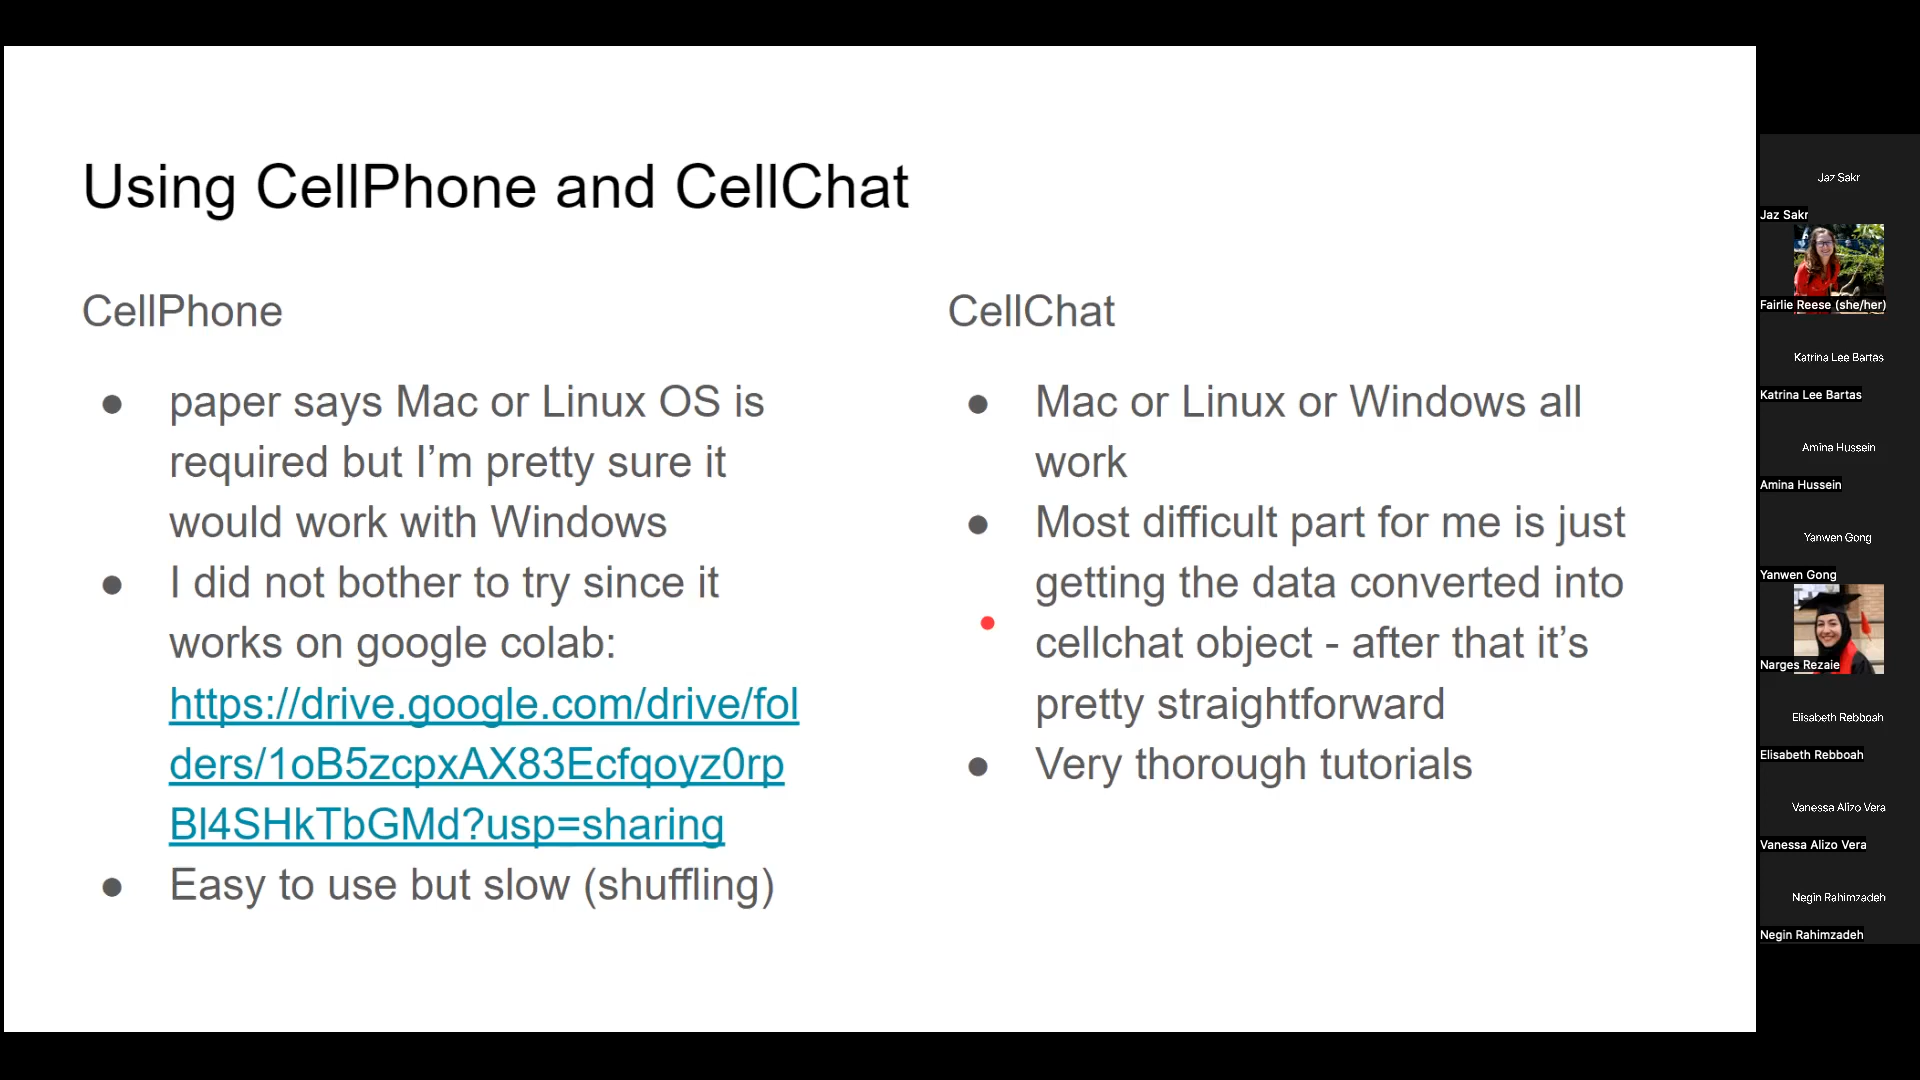 Using CellPhone and CellChat
CellPhone
● paper says Mac or Linux OS is
required but I’m pretty sure it
would work with Windows
● I did not bother to try since it
works on google colab:
https://drive.google.com/drive/fol
ders/1oB5zcpxAX83Ecfqoyz0rp
Bl4SHkTbGMd?usp=sharing
● Easy to use but slow (shuffling)
CellChat
● Mac or Linux or Windows all
work
● Most difficult part for me is just
getting the data converted into
cellchat object - after that it’s
pretty straightforward
● Very thorough tutorials
Jaz Sakr
Jaz Sakr
Fairlie Reese (she/her)
Katrina Lee Bartas
Katrina Lee Bartas
Amina Hussein
Amina Hussein
Yanwen Gong
Yanwen Gong
Narges Rezaie
Elisabeth Rebboah
Elisabeth Rebboah
Vanessa Alizo Vera
Vanessa Alizo Vera
Negin Rahimzadeh
Negin Rahimzadeh